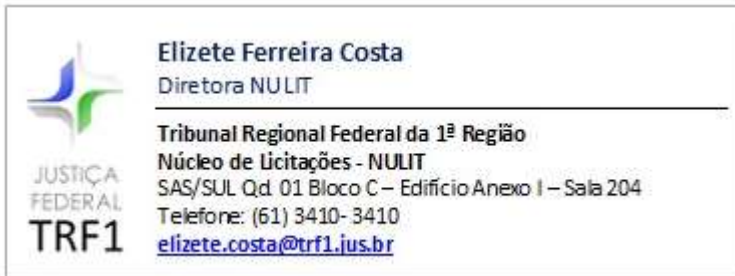 Elizete Ferreira Costa
Diretora NULIT
Tribunal Regional Federal da 1ª Região
Núcleo de Licitações - NULIT
SAS/SUL Qd. 01 Bloco C – Edifício Anexo I – Sala 204
Telefone: (61) 3410- 3410
elizete.costa@trf1.jus.br
JUSTIÇA
FEDERAL
TRF1